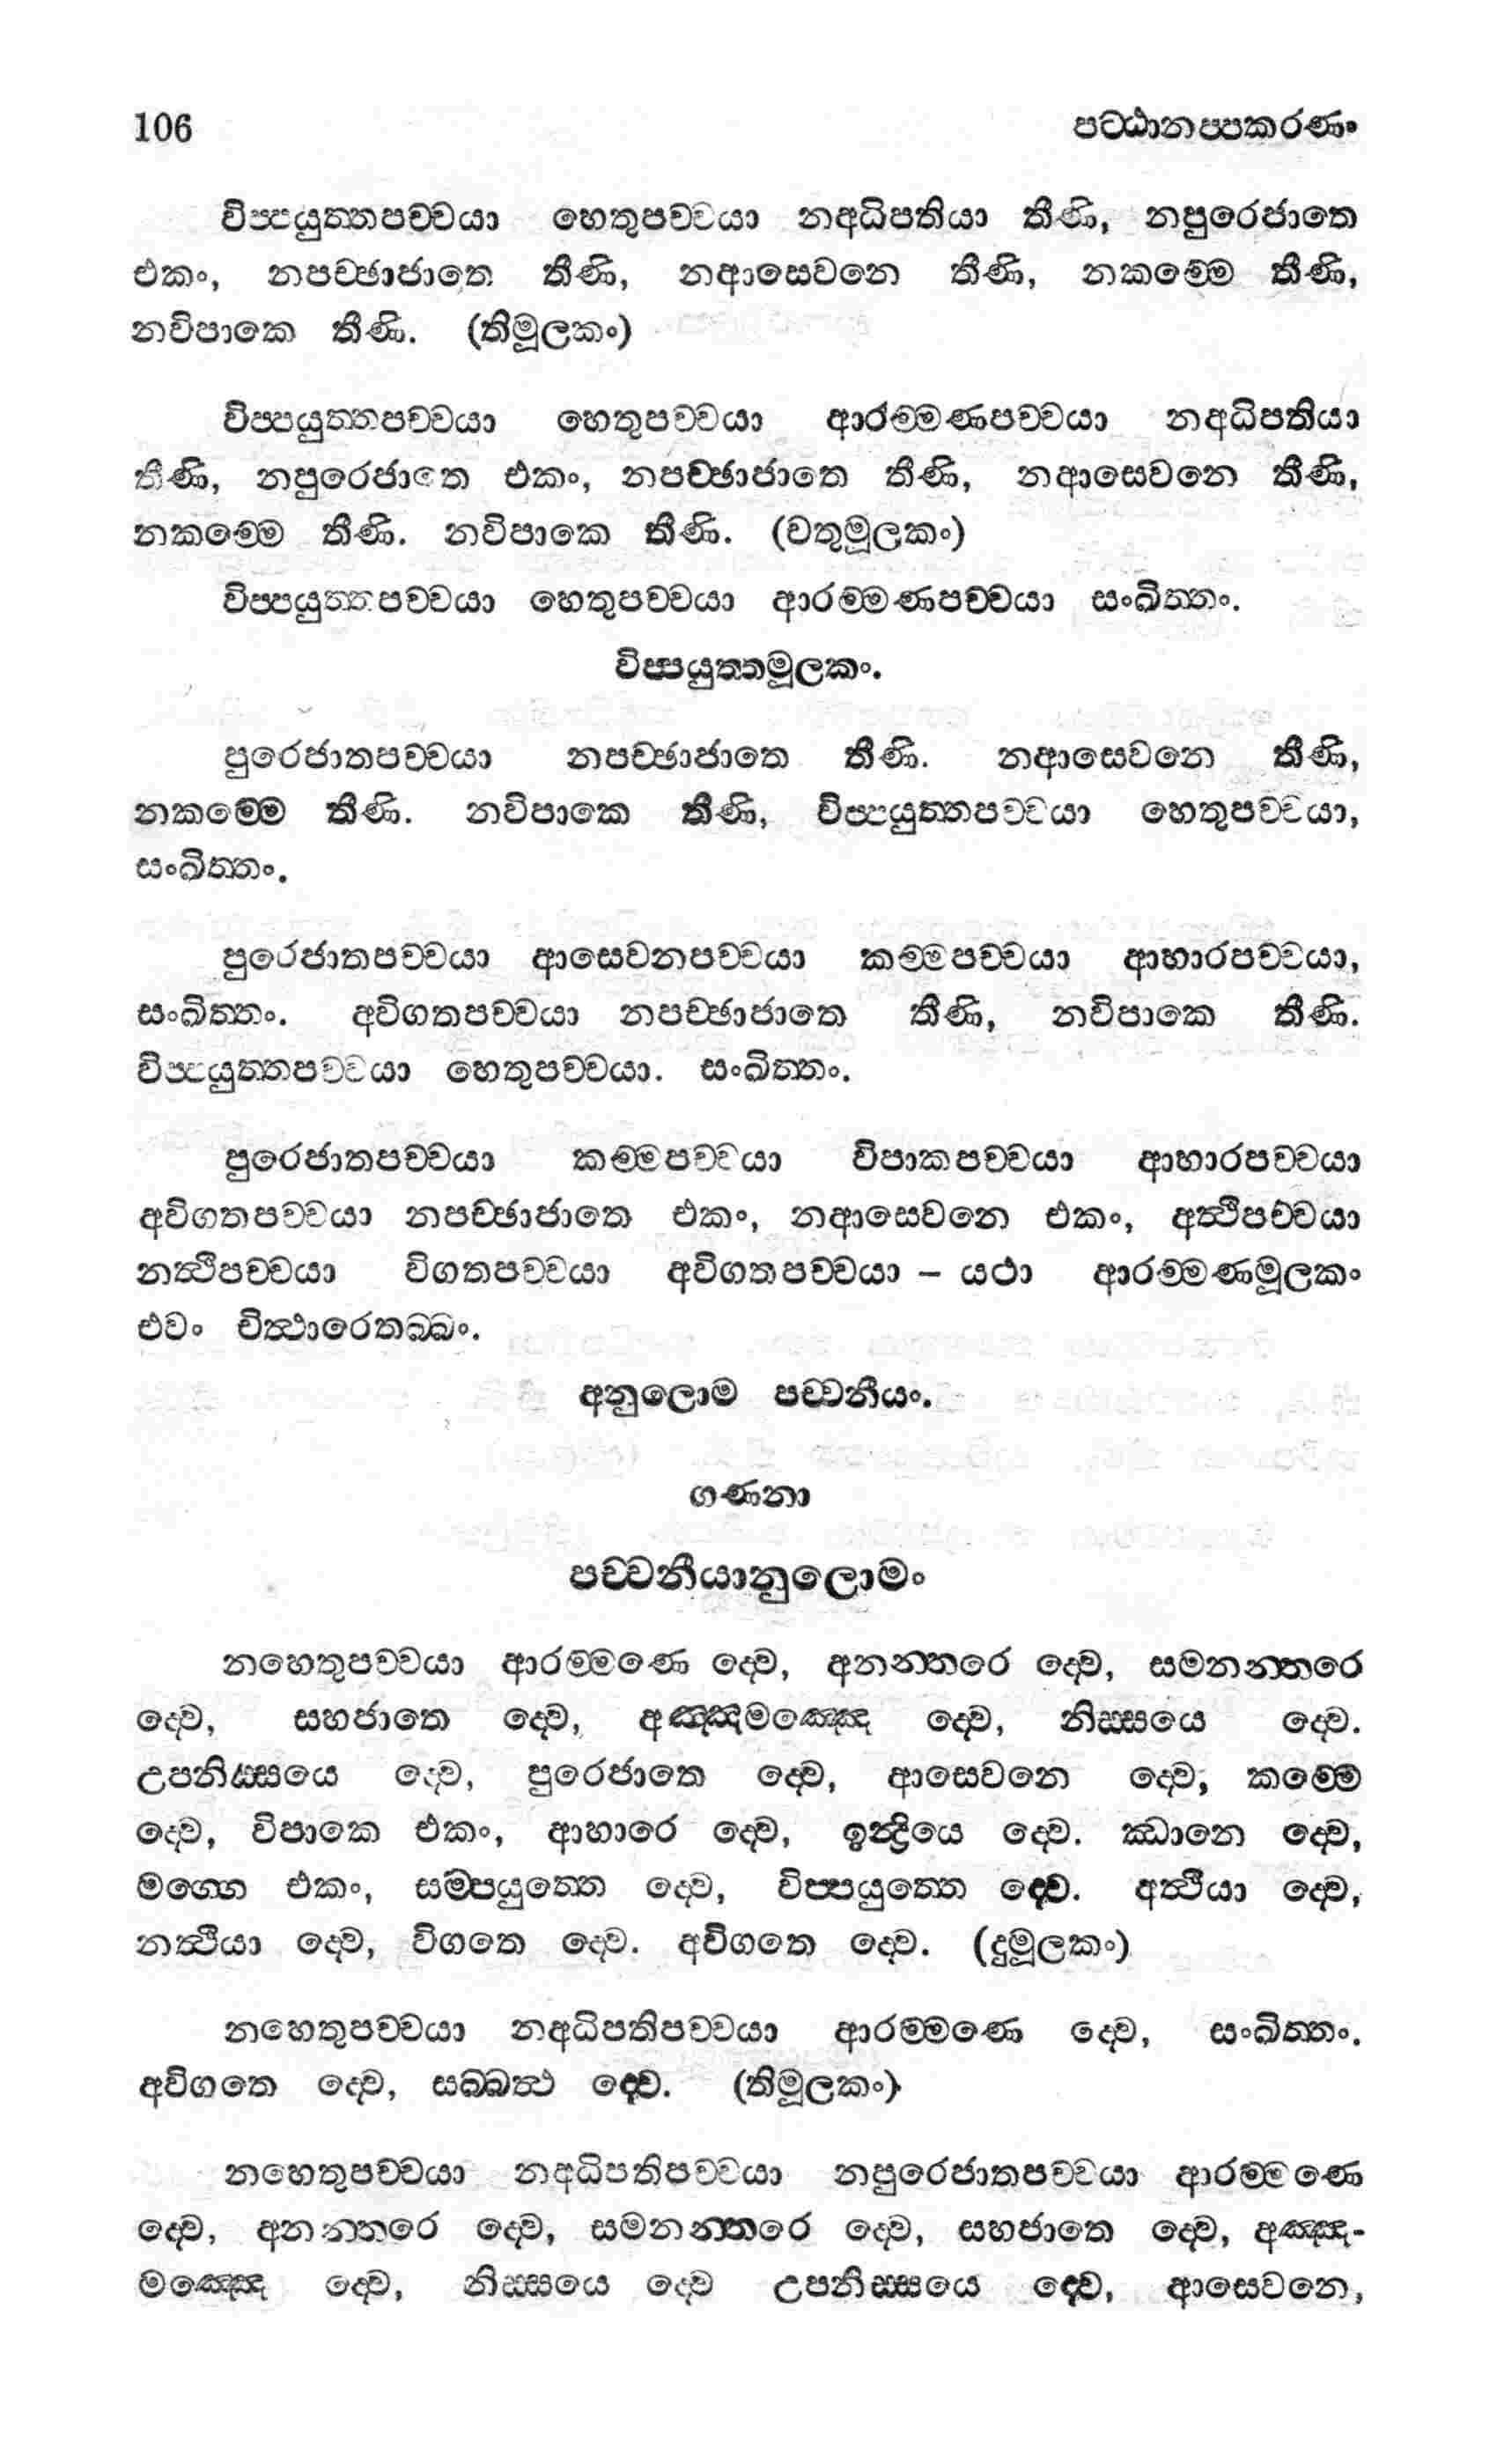 106 පට්ඨානප්පකරණං
විප්පයුත්තපච්චයා හෙතුපච්චයා නඅධිපතියා තීණි, නපුරෙජාතෙ
එකං, නපච්ඡාජාතෙ තීණි, නආසෙවනෙ තීණි, නකම්මෙ තීණි,
නවිපාකෙ තීණි. (තිමූලකං)
විප්පයුත්තපච්චයා හෙතුපච්චයා ආරම්මණපච්චයා නඅධිපතියා
තීණි, නපුරෙජාතෙ එකං, නපච්ඡාජාතෙ තීණි, නආසෙවනෙ තීණි,
නකම්මෙ තීණි. නවිපාකෙ තීණි. (චතුමූලකං)
විප්පයුත්තපච්චයා හෙතුපච්චයා ආරම්මණපච්චයා සංඛිත්තං.
විප්පයුත්තමූලකං.
පුරෙජාතපච්චයා නපච්ඡාජාතෙ තීණි. නආසෙවනෙ තීණි,
නකම්මෙ තීණි. නවිපාකෙ තීණි, විප්පයුත්තපච්චයා හෙතුපච්චයා,
සංඛිත්තං.
පුරෙජාතපච්චයා ආසෙවනපච්චයා කම්මපච්චයා ආහාරපච්චයා,
සංඛිත්තං. අවිගතපච්චයා නපච්ඡාජාතෙ තීණි, නවිපාකෙ තීණි.
විප්පයුත්තපච්චයා හෙතුපච්චයා. සංඛිත්තං.
පුරෙජාතපච්චයා කම්මපච්චයා විපාකපච්චයා ආහාරපච්චයා
අවිගතපච්චයා නපච්ඡාජාතෙ එකං, නආසෙවනෙ එකං, අත්ථිපච්චයා
නත්ථිපච්චයා විගතපච්චයා අවිගතපච්චයා – යථා ආරම්මණමූලකං
එවං විත්ථාරෙතබ්බං.
අනුලොම පච්චනීයං.
ගණනා
පච්චනීයානුලොමං
නහෙතුපච්චයා ආරම්මණෙ ද්වෙ, අනන්තරෙ ද්වෙ, සමනන්තරෙ
ද්වෙ, සහජාතෙ ද්වෙ, අඤ්ඤමඤ්ඤෙ ද්වෙ, නිස්සයෙ ද්වෙ.
උපනිස්සයෙ ද්වෙ, පුරෙජාතෙ ද්වෙ, ආසෙවනෙ ද්වෙ, කම්මෙ
ද්වෙ, විපාකෙ එකං, ආහාරෙ ද්වෙ, ඉන්ද්‍රියෙ ද්වෙ. ඣානෙ ද්වෙ,
මග්ගෙ එකං, සම්පයුත්තෙ ද්වෙ, විප්පයුත්තෙ ද්වෙ. අත්ථියා ද්වෙ,
නත්ථියා ද්වෙ, විගතෙ ද්වෙ. අවිගතෙ ද්වෙ. (දුමූලකං)
නහෙතුපච්චයා නඅධිපතිපච්චයා ආරම්මණෙ ද්වෙ, සංඛිත්තං.
අවිගතෙ ද්වෙ, සබ්බත්ථ ද්වෙ. (තිමූලකං)
නහෙතුපච්චයා නඅධිපතිපච්චයා නපුරෙජාතපච්චයා ආරම්මණෙ
ද්වෙ, අනන්තරෙ ද්වෙ, සමනන්තරෙ ද්වෙ, සහජාතෙ ද්වෙ, අඤ්ඤ-
මඤ්ඤෙ ද්වෙ, නිස්සයෙ ද්වෙ උපනිස්සයෙ ද්වෙ, ආසෙවනෙ,